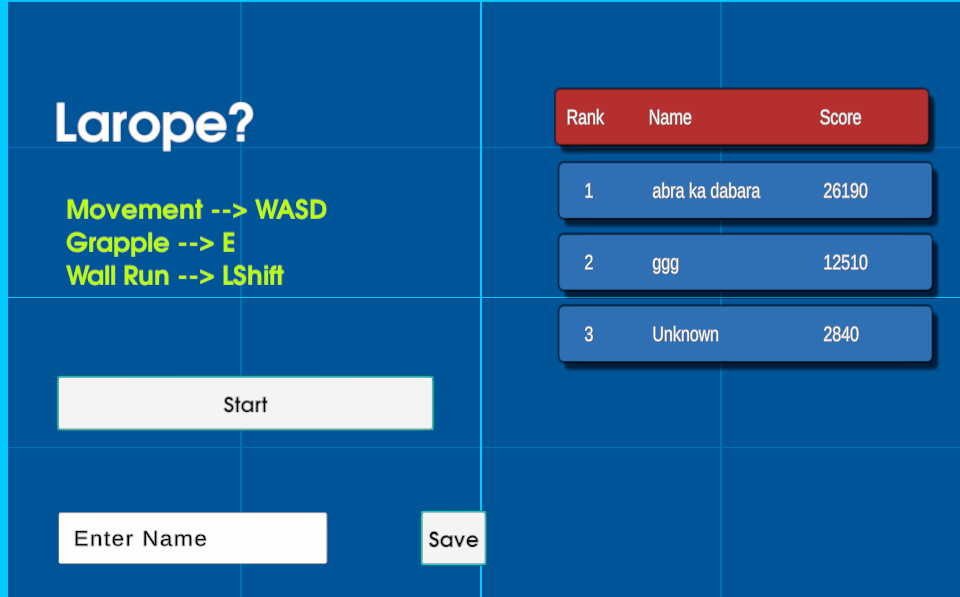 Larope?
Movement --> WASD
Grapple --> E
Wall Run --> LShift
Start
Enter Name
Save
Rank Name Score
1 abra ka dabara 26190
2 ggg 12510
3 Unknown 2840